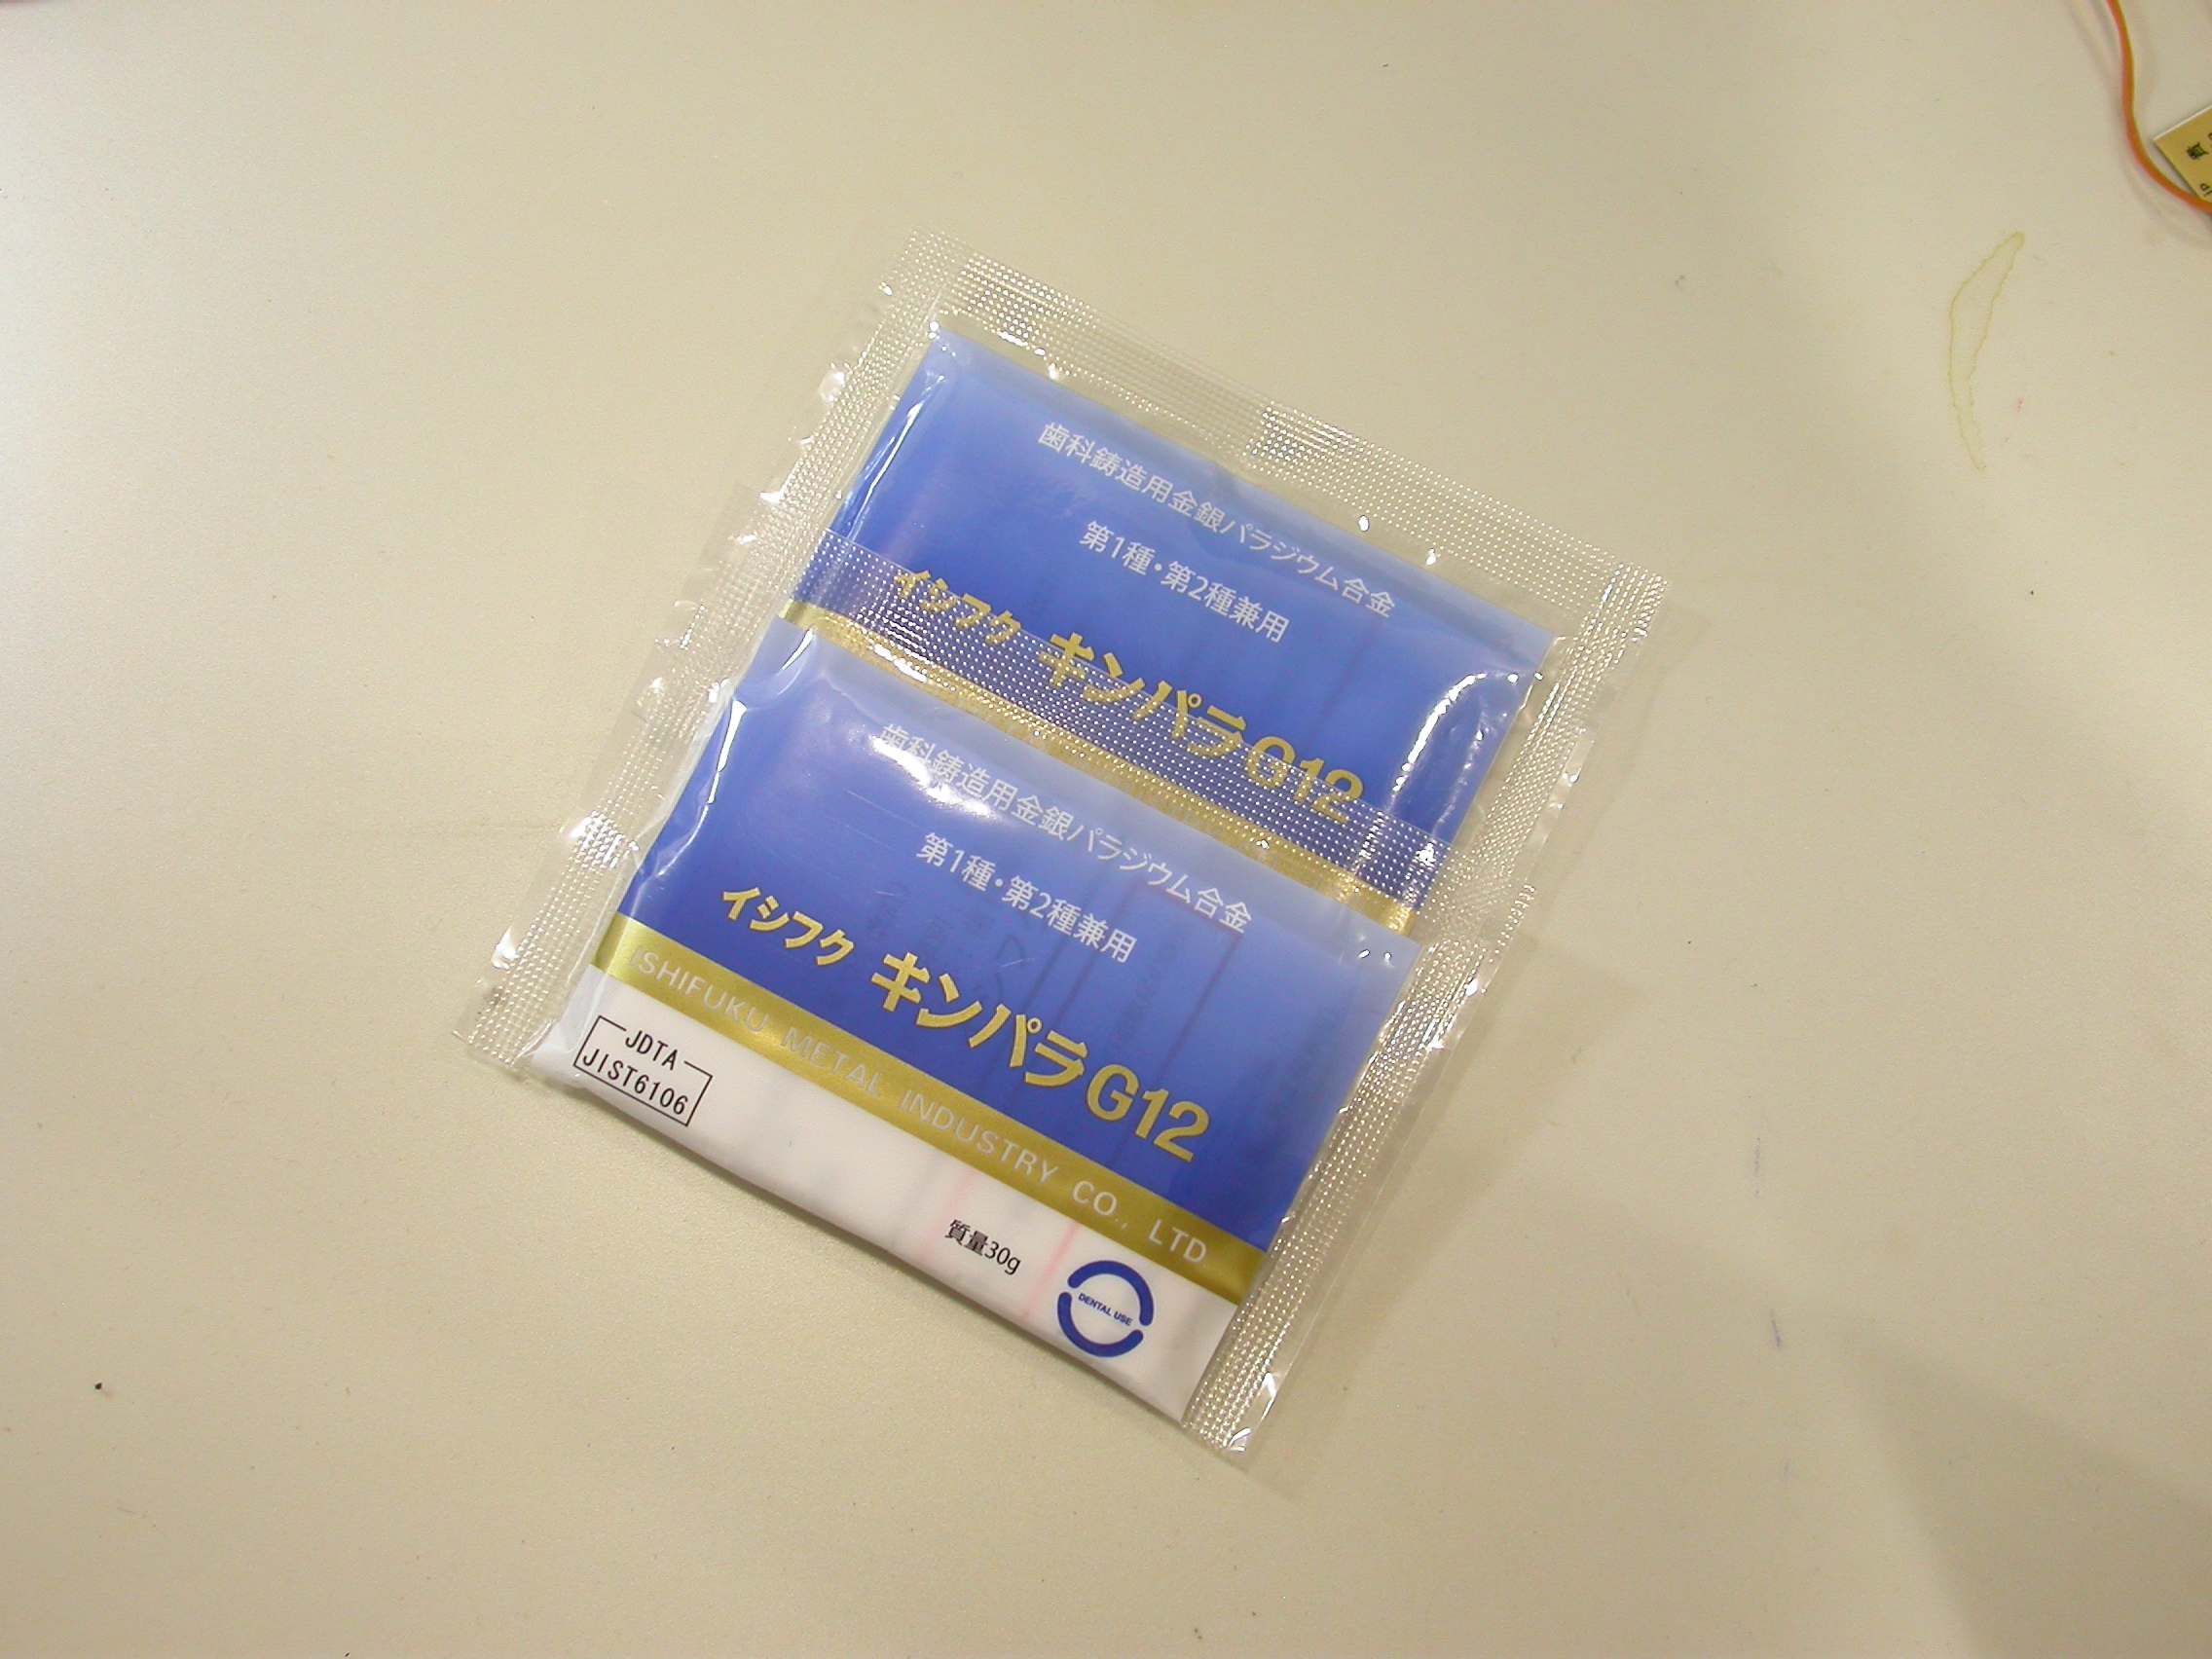 歯科鋳造用金銀パラジウム合金
第1種・第2種兼用
イシフク キンパラG12
歯科鋳造用金銀パラジウム合金
第1種・第2種兼用
イシフク キンパラG12
ISHIFUKU METAL INDUSTRY CO., LTD
JDTA
JIST6106
質量30g
DENTAL USE